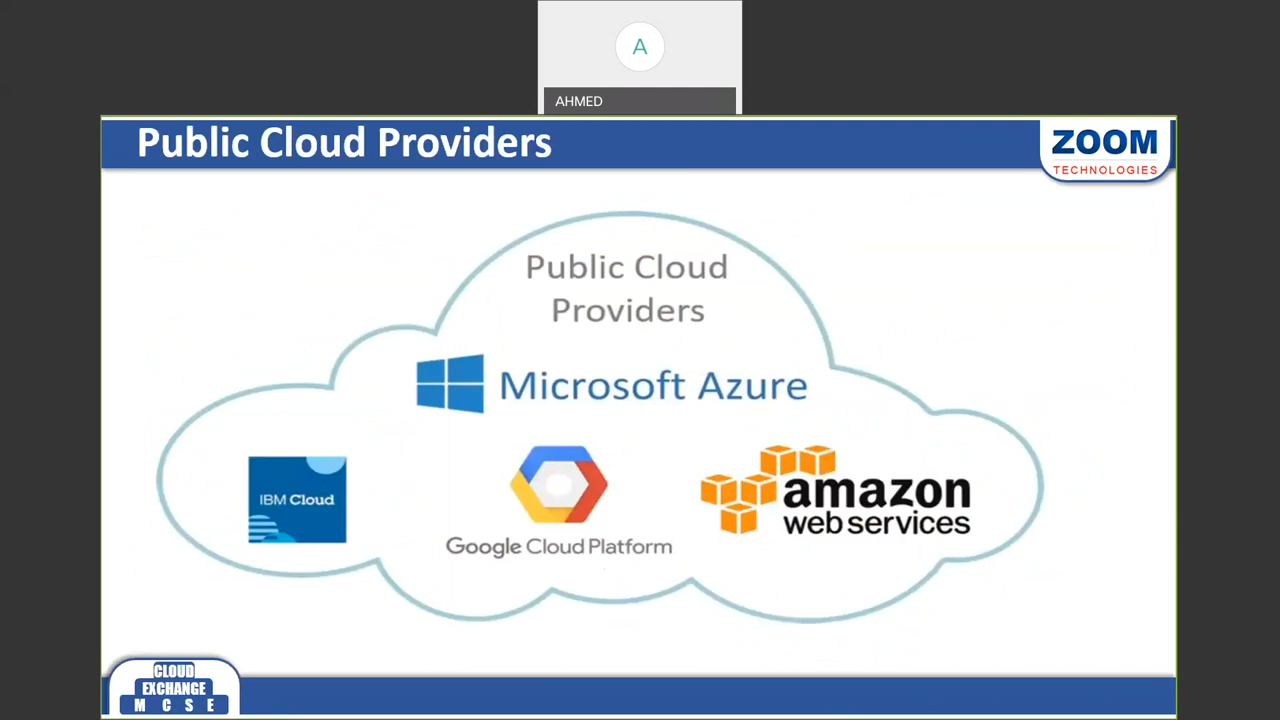 A
AHMED
Public Cloud Providers
ZOOM
TECHNOLOGIES
Public Cloud
Providers
Microsoft Azure
IBM Cloud
Google Cloud Platform
amazon
web services
CLOUD
EXCHANGE
M C S E